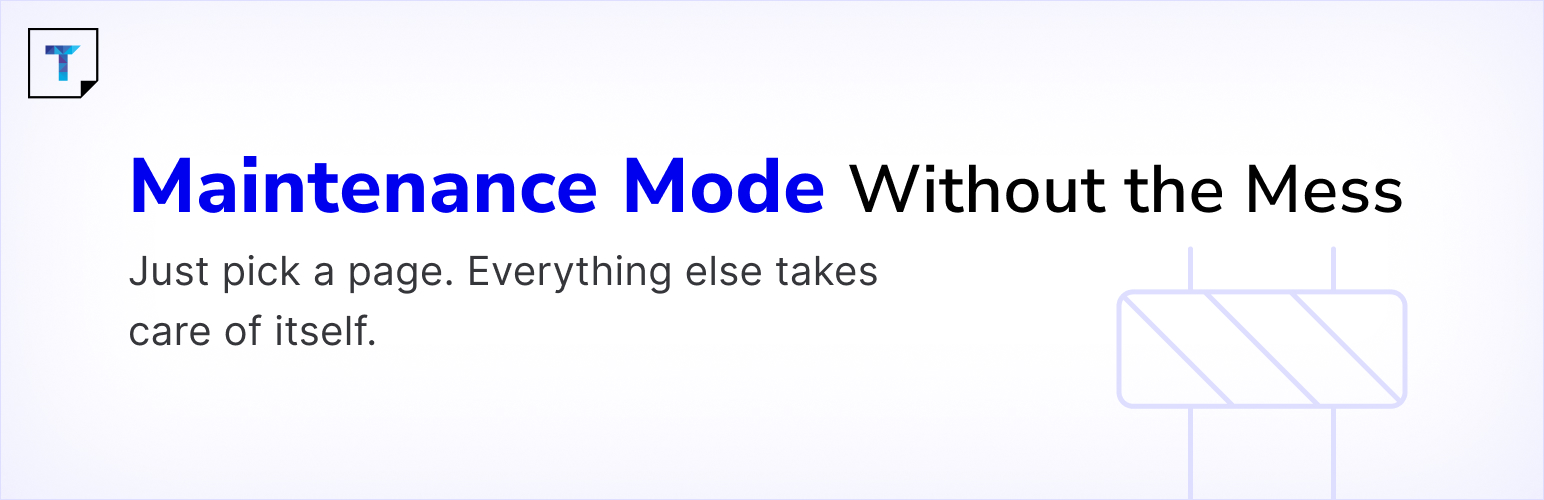 T
Maintenance Mode Without the Mess
Just pick a page. Everything else takes
care of itself.